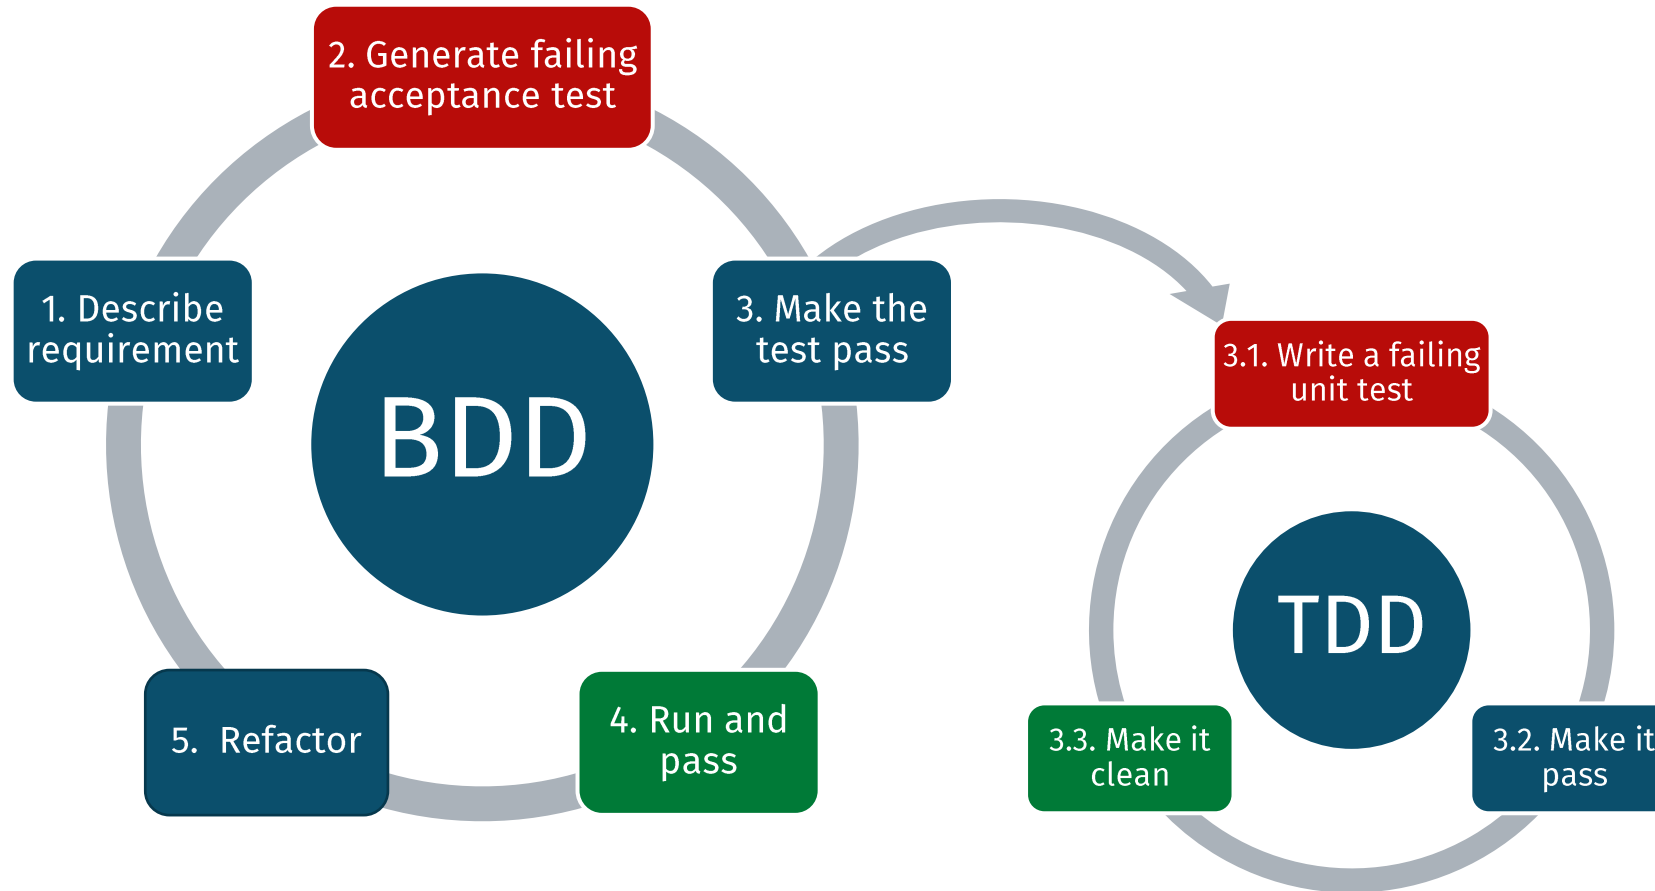 2. Generate failing
acceptance test
1. Describe
requirement
3. Make the
test pass
BDD
5. Refactor
4. Run and
pass
3.1. Write a failing
unit test
TDD
3.3. Make it
clean
3.2. Make it
pass